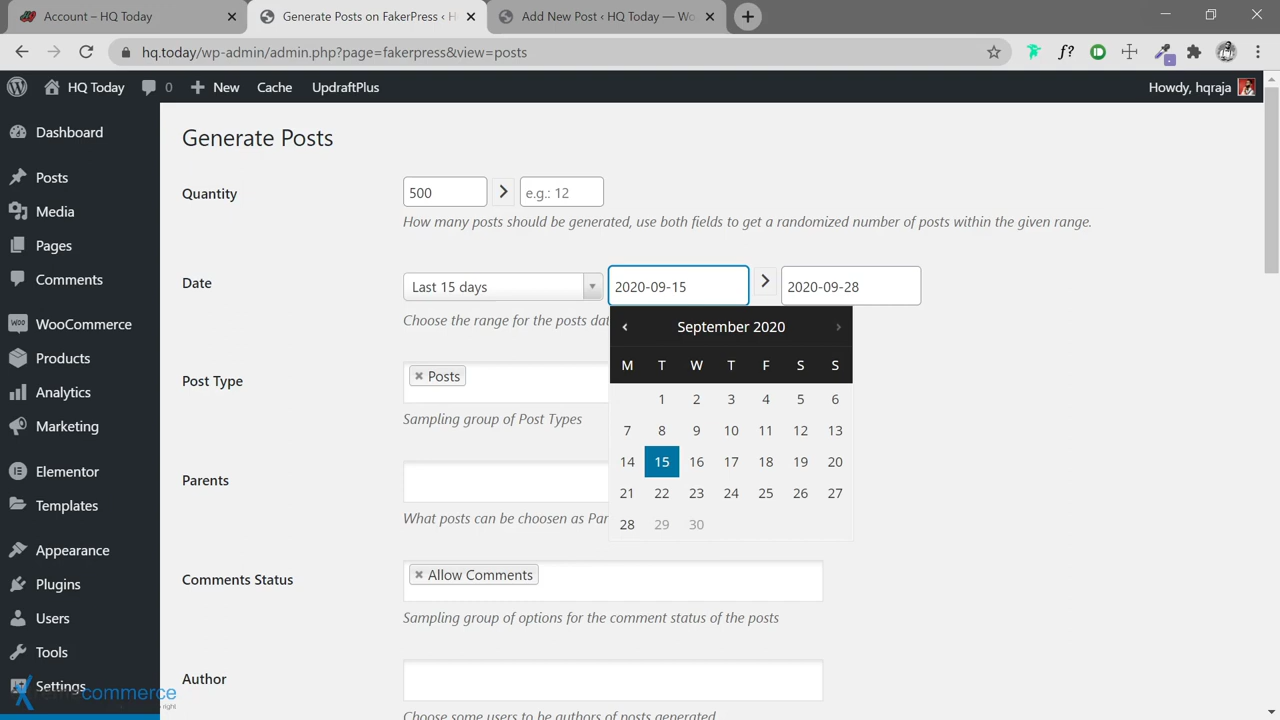 Account – HQ Today
Generate Posts on FakerPress ‹ H
Add New Post ‹ HQ Today — Wo
hq.today/wp-admin/admin.php?page=fakerpress&view=posts
f?
HQ Today
0
New
Cache
UpdraftPlus
Howdy, hqraja
Dashboard
Posts
Media
Pages
Comments
WooCommerce
Products
Analytics
Marketing
Elementor
Templates
Appearance
Plugins
Users
Tools
Settings
commerce
right
Generate Posts
Quantity
500
e.g.: 12
How many posts should be generated, use both fields to get a randomized number of posts within the given range.
Date
Last 15 days
2020-09-15
2020-09-28
Choose the range for the posts dat
September 2020
M T W T F S S
1 2 3 4 5 6
7 8 9 10 11 12 13
14 15 16 17 18 19 20
21 22 23 24 25 26 27
28 29 30
Post Type
Posts
Sampling group of Post Types
Parents
What posts can be choosen as Par
Comments Status
Allow Comments
Sampling group of options for the comment status of the posts
Author
Choose some users to be authors of posts generated